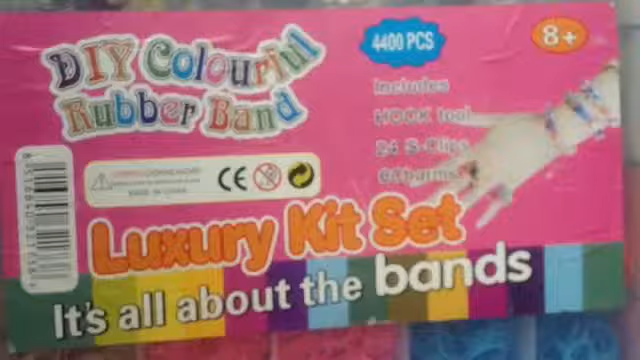 DIY Colourful
Rubber Band
4400 PCS
8+
Includes
HOOK tool
24 S-Clips
CE
Luxury Kit Set
It's all about the bands